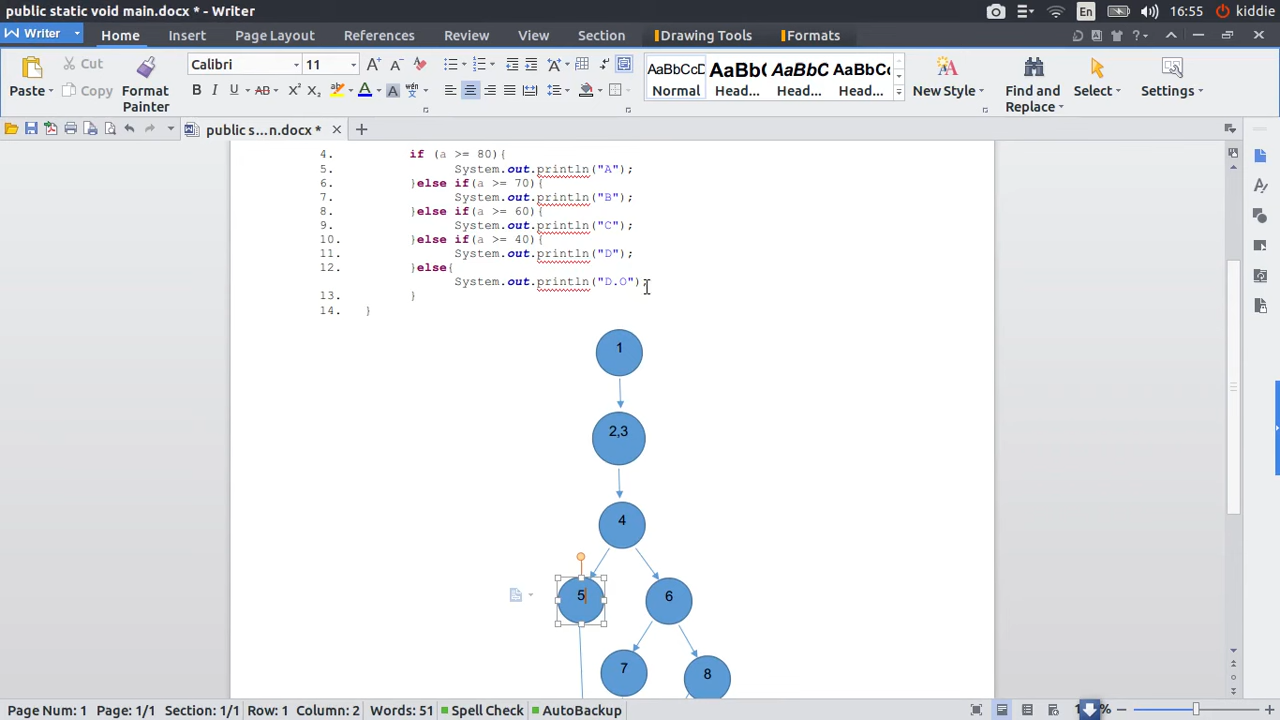 public static void main.docx * - Writer
En
16:55
kiddie
Writer
Home
Insert
Page Layout
References
Review
View
Section
Drawing Tools
Formats
Paste
Cut
Copy
Format
Painter
Calibri
11
AaBbCcD
Normal
AaBb(
Head...
AaBbC
Head...
AaBbC
Head...
New Style
Find and
Replace
Select
Settings
public s...n.docx *
4. if (a >= 80){
5. System.out.println("A");
6. }else if(a >= 70){
7. System.out.println("B");
8. }else if(a >= 60){
9. System.out.println("C");
10. }else if(a >= 40){
11. System.out.println("D");
12. }else{
System.out.println("D.O");
13. }
14. }
1
2,3
4
5
6
7
8
Page Num: 1
Page: 1/1
Section: 1/1
Row: 1
Column: 2
Words: 51
Spell Check
AutoBackup